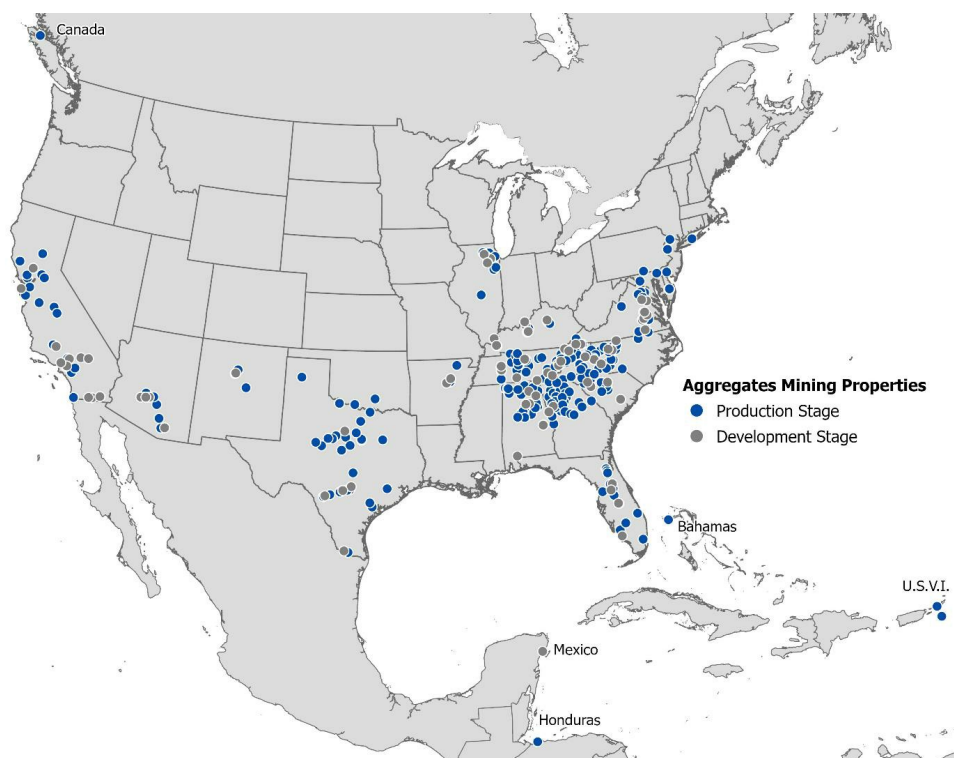 Canada
Aggregates Mining Properties
Production Stage
Development Stage
Bahamas
U.S.V.I.
Mexico
Honduras